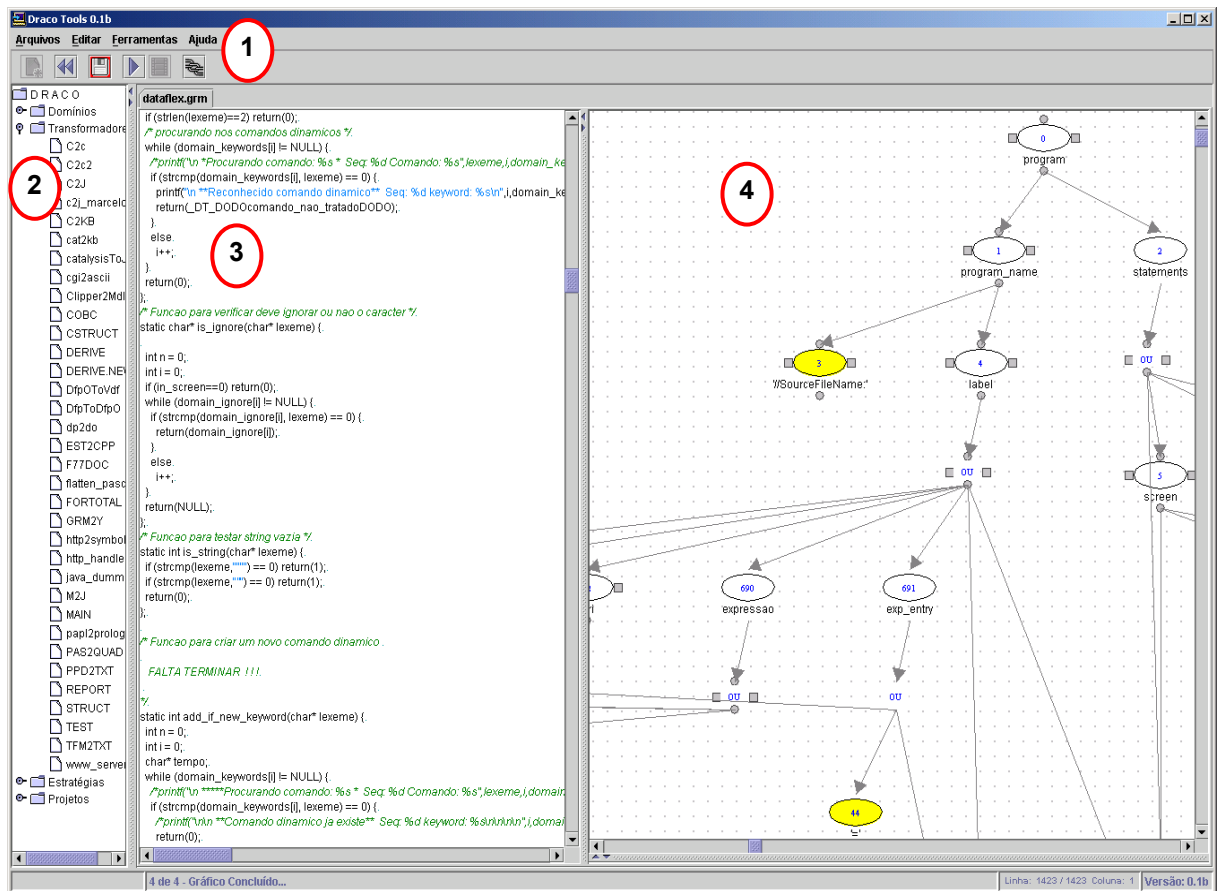 Draco Tools 0.1b
Arquivos Editar Ferramentas Ajuda
1
D R A C O
Domínios
Transformadore
C2c
C2c2
C2J
c2j_marcelo
C2KB
cat2kb
catalysisToJ
cgi2ascii
Clipper2Mdl
COBC
CSTRUCT
DERIVE
DERIVE.NEW
DfpOToVdf
DfpToDfpO
dp2do
EST2CPP
F77DOC
flatten_pasc
FORTOTAL
GRM2Y
http2symbol
http_handle
java_dumm
M2J
MAIN
papl2prolog
PAS2QUAD
PPD2TXT
REPORT
STRUCT
TEST
TFM2TXT
www_server
Estratégias
Projetos
2
dataflex.grm
if (strlen(lexeme)==2) return(0);.
/* procurando nos comandos dinamicos */.
while (domain_keywords[i] != NULL) {.
/*printf("\n *Procurando comando: %s * Seq: %d Comando: %s",lexeme,i,domain_ke
if (strcmp(domain_keywords[i], lexeme) == 0) {.
printf("\n **Reconhecido comando dinamico** Seq: %d keyword: %s\n",i,domain_ke
return(_DT_DODOcomando_nao_tratadoDODO);.
}.
else.
i++;.
}.
return(0);.
};.
3
/* Funcao para verificar deve ignorar ou nao o caracter */.
static char* is_ignore(char* lexeme) {.
.
int n = 0;.
int i = 0;.
if (in_screen==0) return(0);.
while (domain_ignore[i] != NULL) {.
if (strcmp(domain_ignore[i], lexeme) == 0) {.
return(domain_ignore[i]);.
}.
else.
i++;.
}.
return(NULL);.
};.
/* Funcao para testar string vazia */.
static int is_string(char* lexeme) {.
if (strcmp(lexeme,"""") == 0) return(1);.
if (strcmp(lexeme,"''") == 0) return(1);.
return(0);.
};.
.
/* Funcao para criar um novo comando dinamico .
.
FALTA TERMINAR !!!.
.
*/.
static int add_if_new_keyword(char* lexeme) {.
int n = 0;.
int i = 0;.
char* tempo;.
while (domain_keywords[i] != NULL) {.
/*printf("\n *****Procurando comando: %s * Seq: %d Comando: %s",lexeme,i,domain
if (strcmp(domain_keywords[i], lexeme) == 0) {.
/*printf("\n\n **Comando dinamico ja existe** Seq: %d keyword: %s\n\n\n\n",i,domai
return(0);.
4
0
program
1
program_name
2
statements
3
'//SourceFileName:'
4
label
OU
OU
5
screen
ri
690
expressao
691
exp_entry
OU
OU
44
4 de 4 - Gráfico Concluído...
Linha: 1423 / 1423 Coluna: 1
Versão: 0.1b